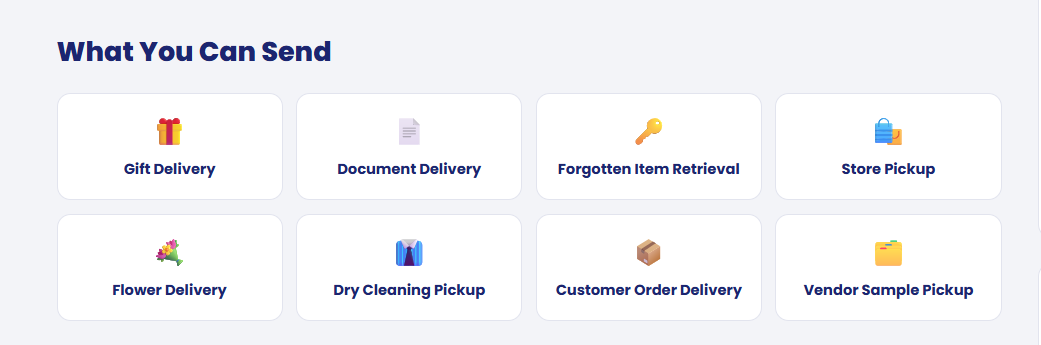 What You Can Send
Gift Delivery
Document Delivery
Forgotten Item Retrieval
Store Pickup
Flower Delivery
Dry Cleaning Pickup
Customer Order Delivery
Vendor Sample Pickup